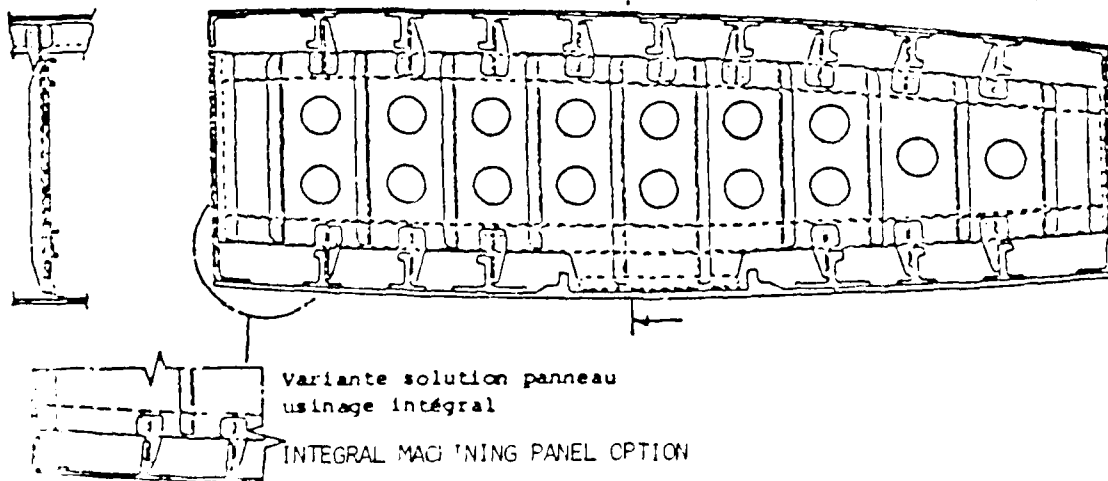 Variante solution panneau
usinage intégral
INTEGRAL MACHINING PANEL OPTION